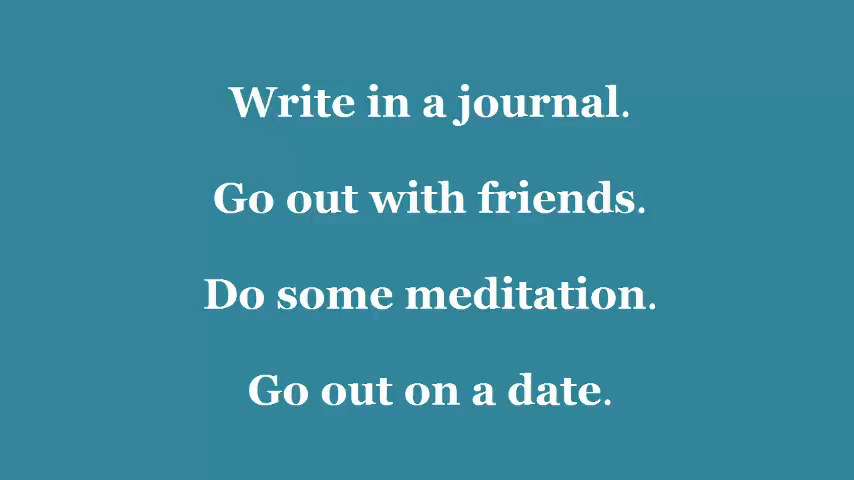 Write in a journal.
Go out with friends.
Do some meditation.
Go out on a date.